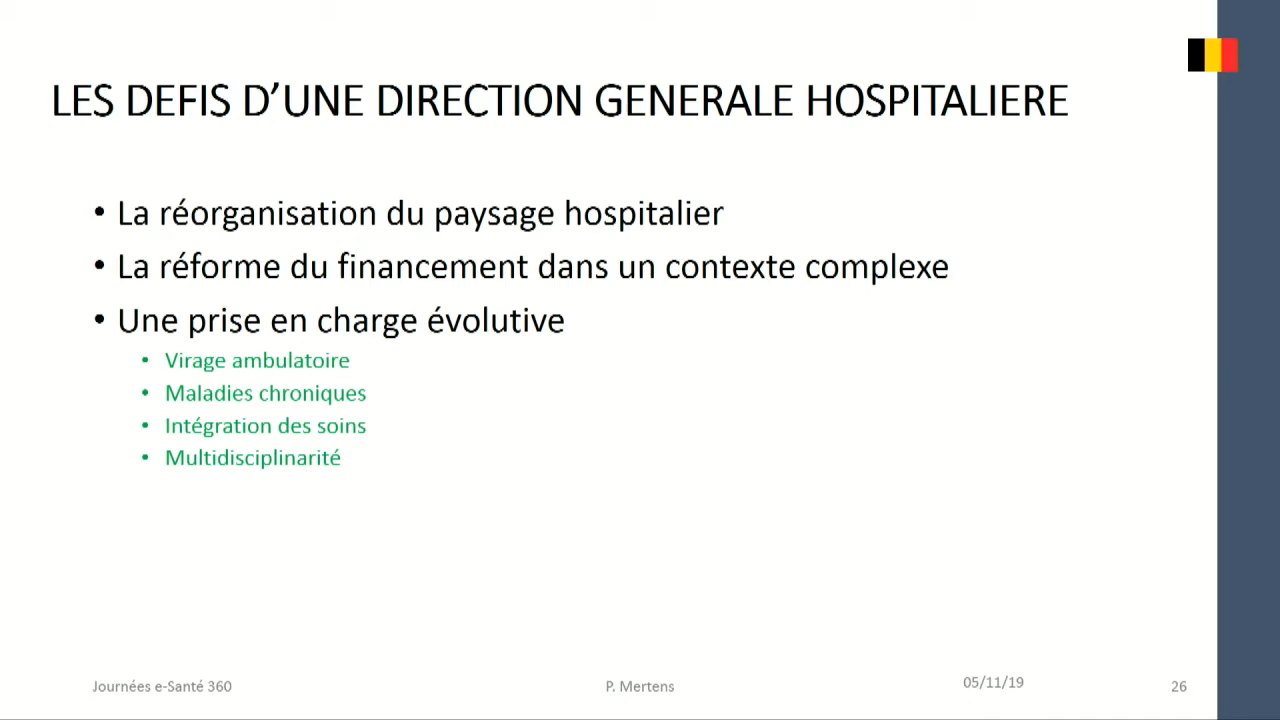 LES DEFIS D’UNE DIRECTION GENERALE HOSPITALIERE
• La réorganisation du paysage hospitalier
• La réforme du financement dans un contexte complexe
• Une prise en charge évolutive
• Virage ambulatoire
• Maladies chroniques
• Intégration des soins
• Multidisciplinarité
Journées e-Santé 360
P. Mertens
05/11/19
26